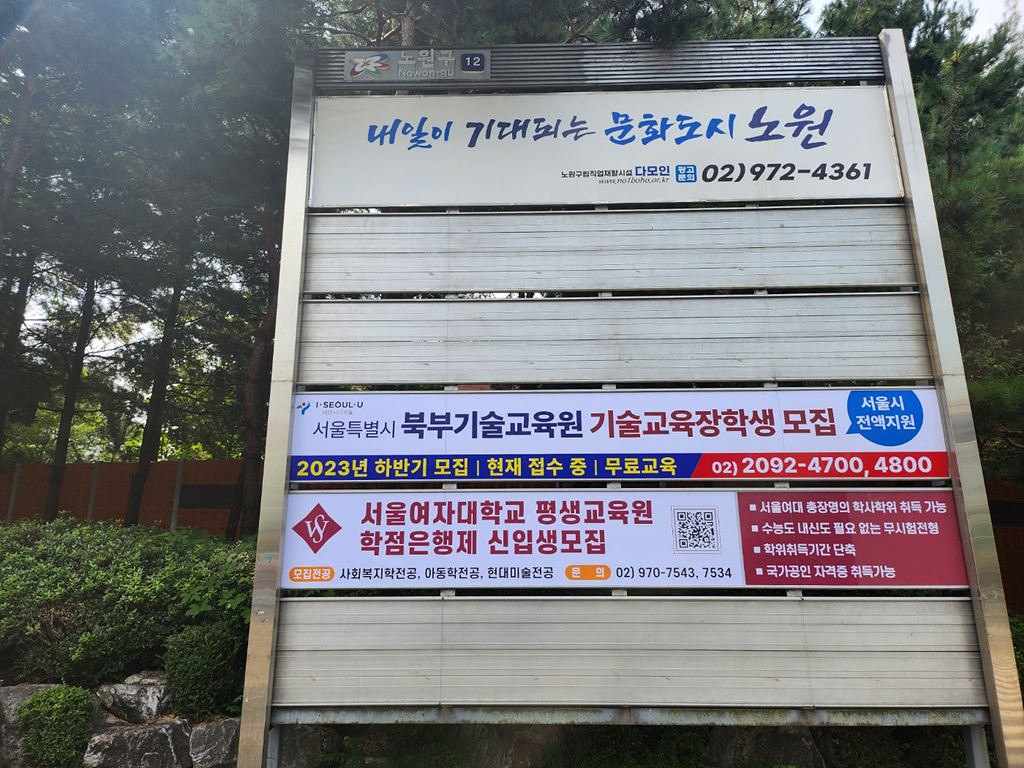 노원구 12
Nowon-gu
내일이 기대되는 문화도시 노원
노원구립직업재활시설 다모인 광고문의 02)972-4361
www.no1boho.or.kr
I·SEOUL·U
서울특별시 북부기술교육원 기술교육장학생 모집
서울시
전액지원
2023년 하반기 모집 | 현재 접수 중 | 무료교육 02) 2092-4700, 4800
서울여자대학교 평생교육원
학점은행제 신입생모집
모집전공 사회복지학전공, 아동학전공, 현대미술전공 문 의 02) 970-7543, 7534
■ 서울여대 총장명의 학사학위 취득 가능
■ 수능도 내신도 필요 없는 무시험전형
■ 학위취득기간 단축
■ 국가공인 자격증 취득가능